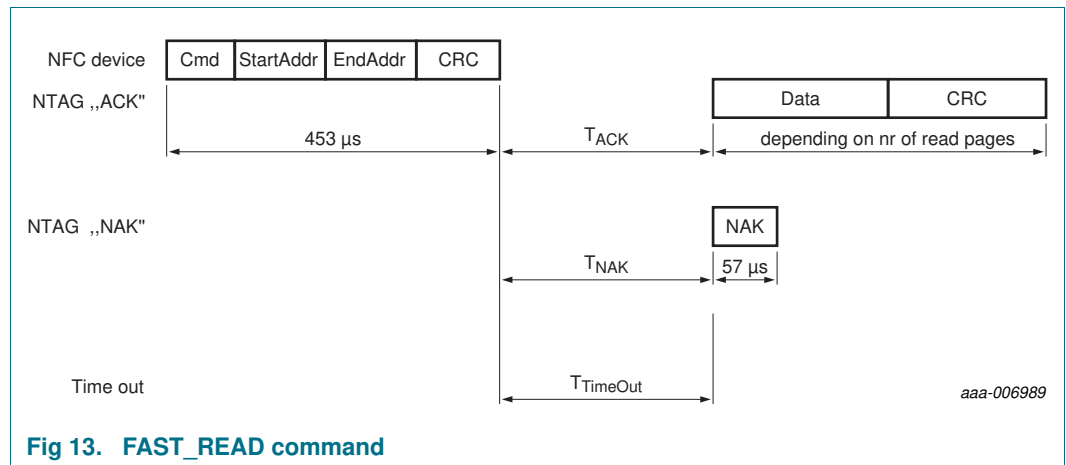 NFC device Cmd StartAddr EndAddr CRC
NTAG ,,ACK" Data CRC
453 µs TACK depending on nr of read pages
NTAG ,,NAK" NAK
TNAK 57 µs
Time out TTimeOut aaa-006989
Fig 13. FAST_READ command